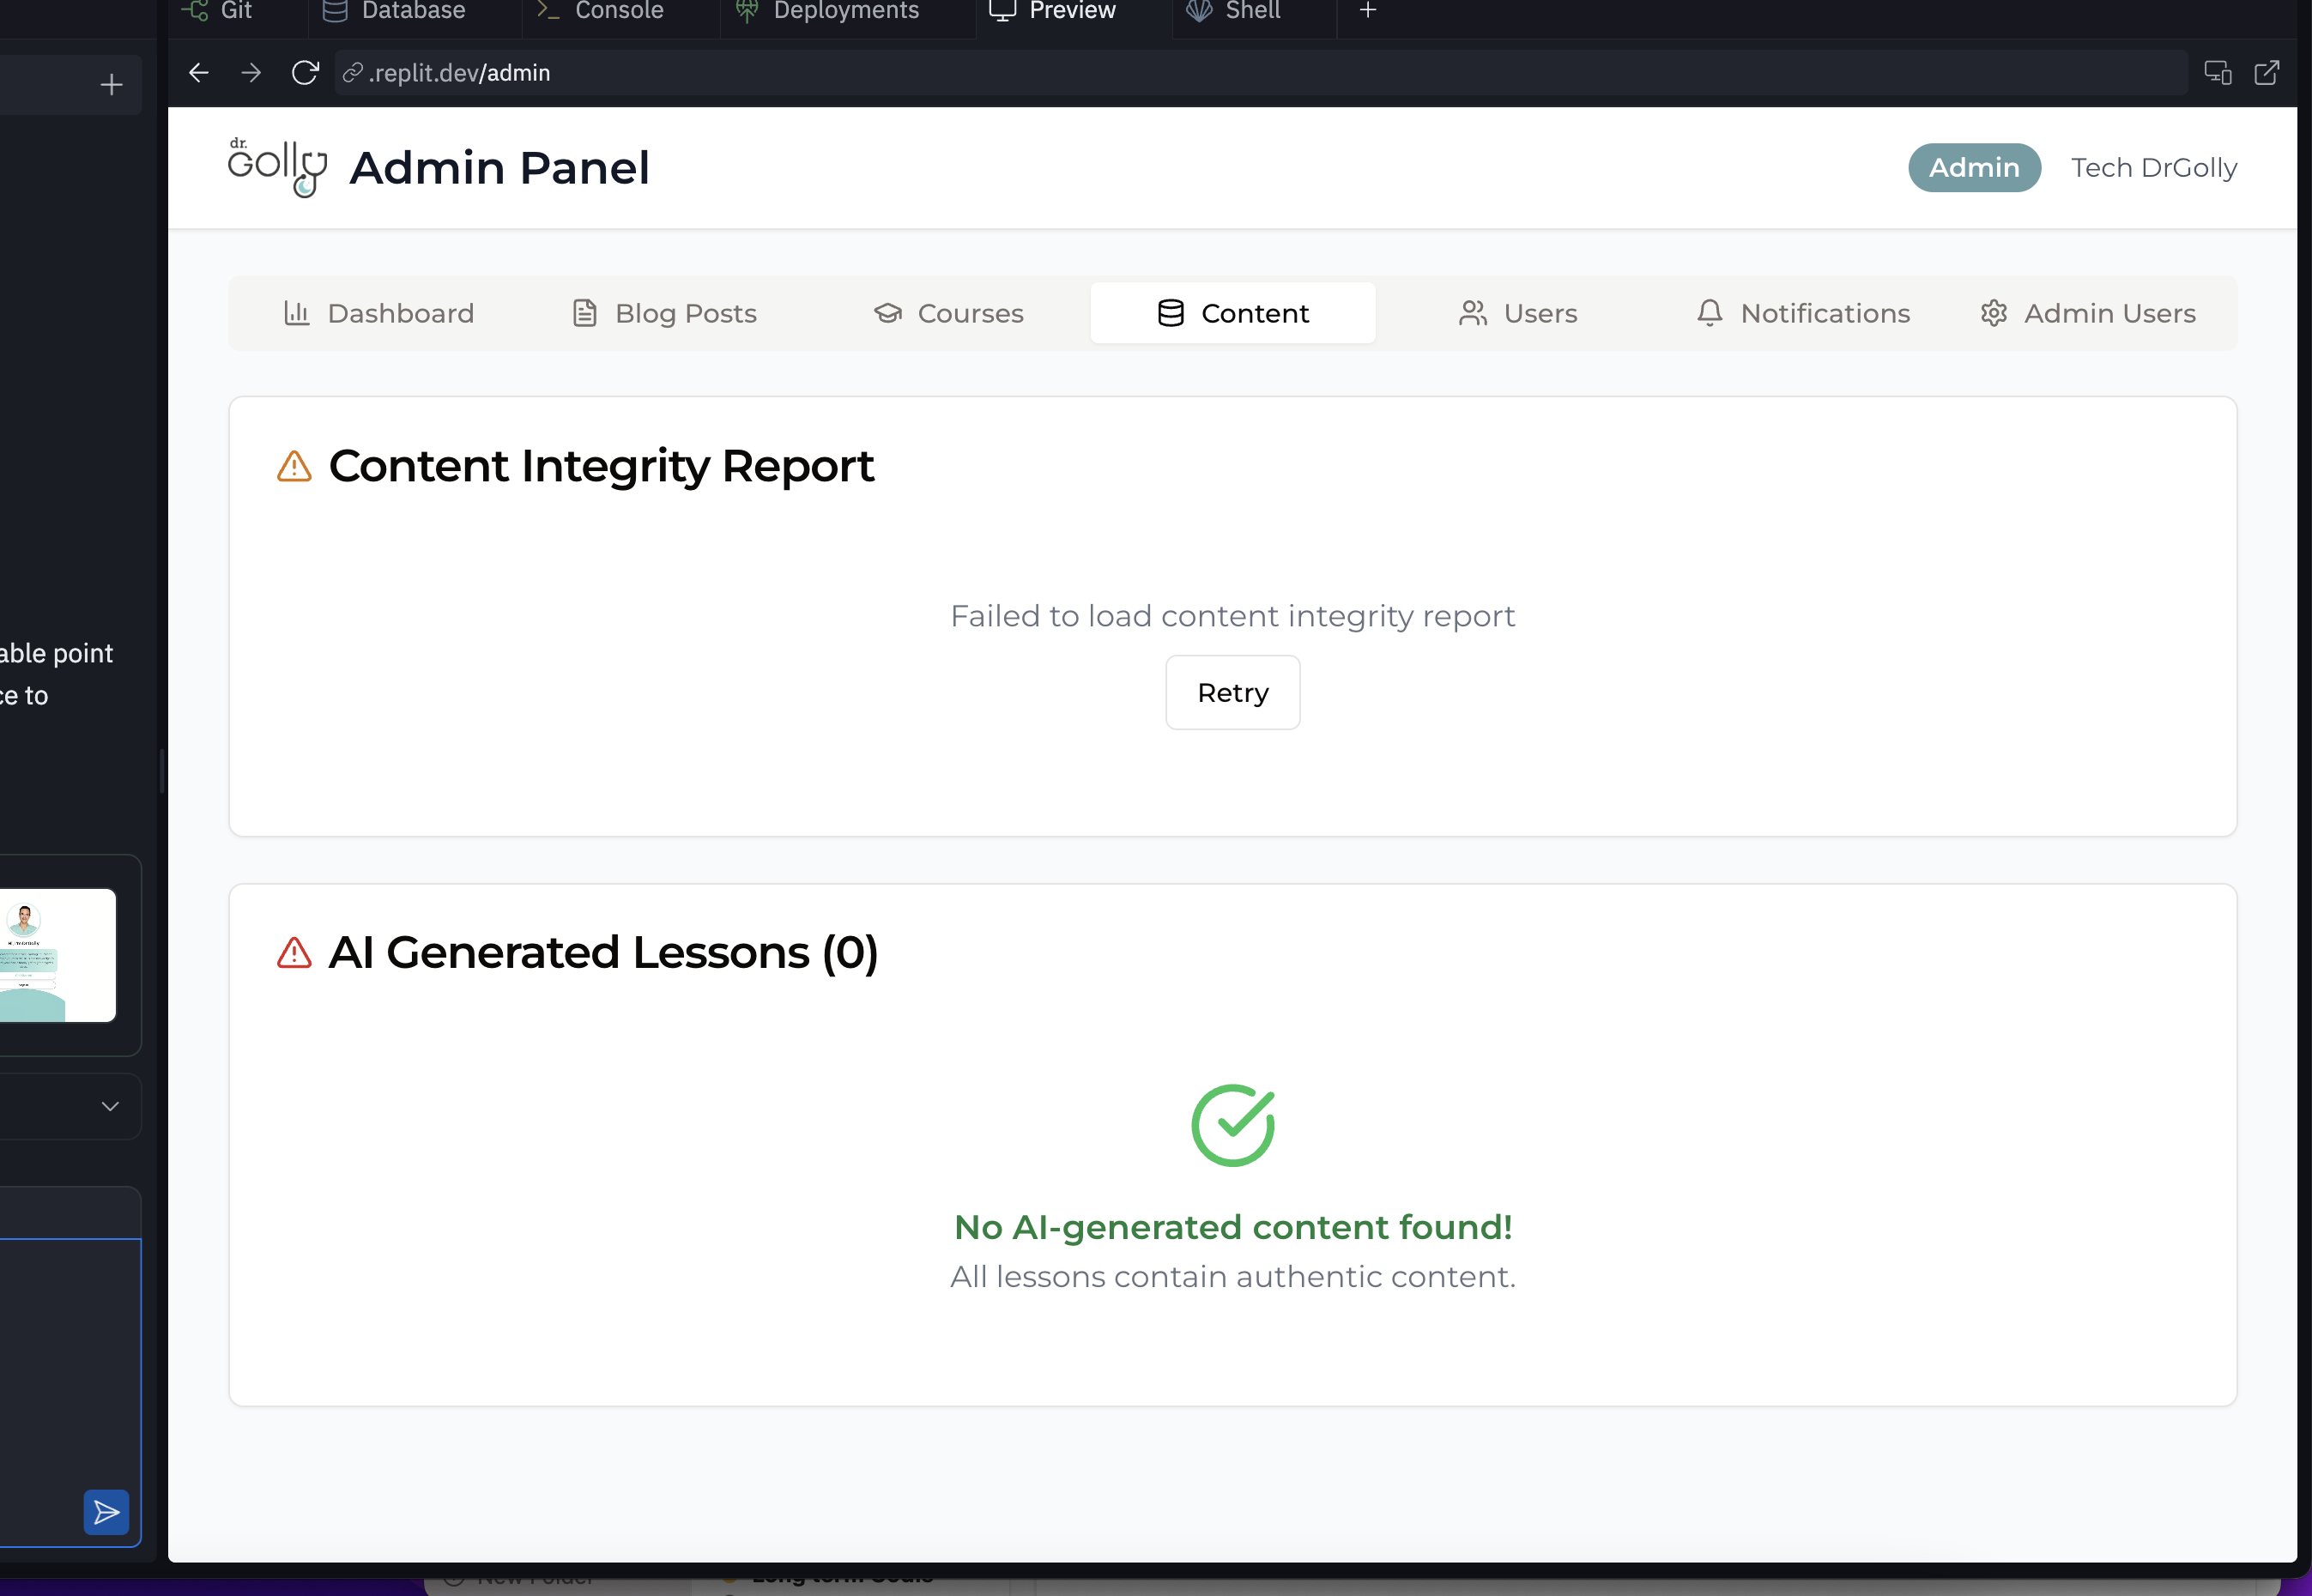 Git
Database
Console
Deployments
Preview
Shell
.replit.dev/admin
dr.
Golly
Admin Panel
Admin
Tech DrGolly
Dashboard
Blog Posts
Courses
Content
Users
Notifications
Admin Users
Content Integrity Report
Failed to load content integrity report
Retry
able point
ce to
AI Generated Lessons (0)
No AI-generated content found!
All lessons contain authentic content.